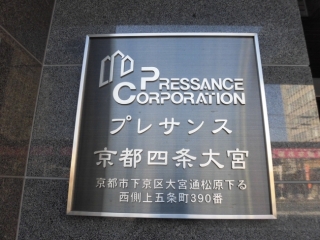 PRESSANCE
CORPORATION
プレサンス
京都四条大宮
京都市下京区大宮通松原下る
西側上五条町390番